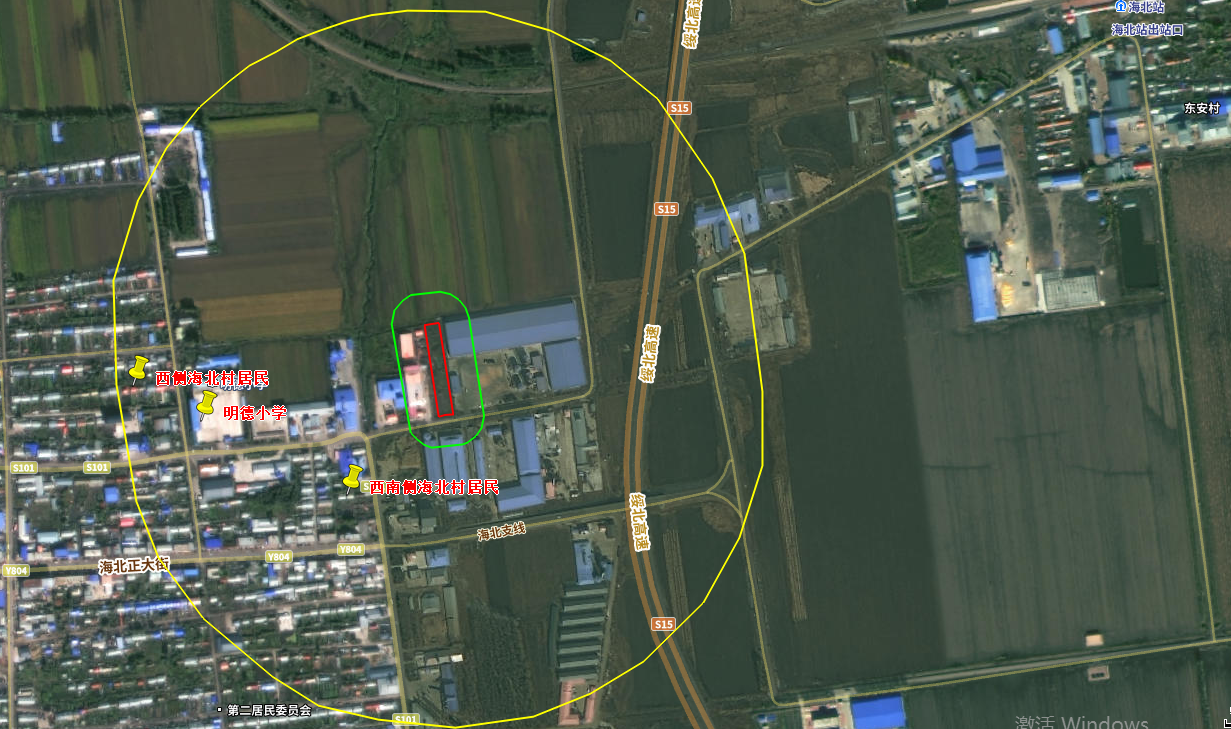 绥北高速
海北站
海北站出站口
S15
东安村
S15
绥北高速
西侧海北村居民
明德小学
S101
S101
西南侧海北村居民
绥北高速
海北支线
Y804
Y804
Y804
海北正大街
S15
第二居民委员会
S101
激活 Windows